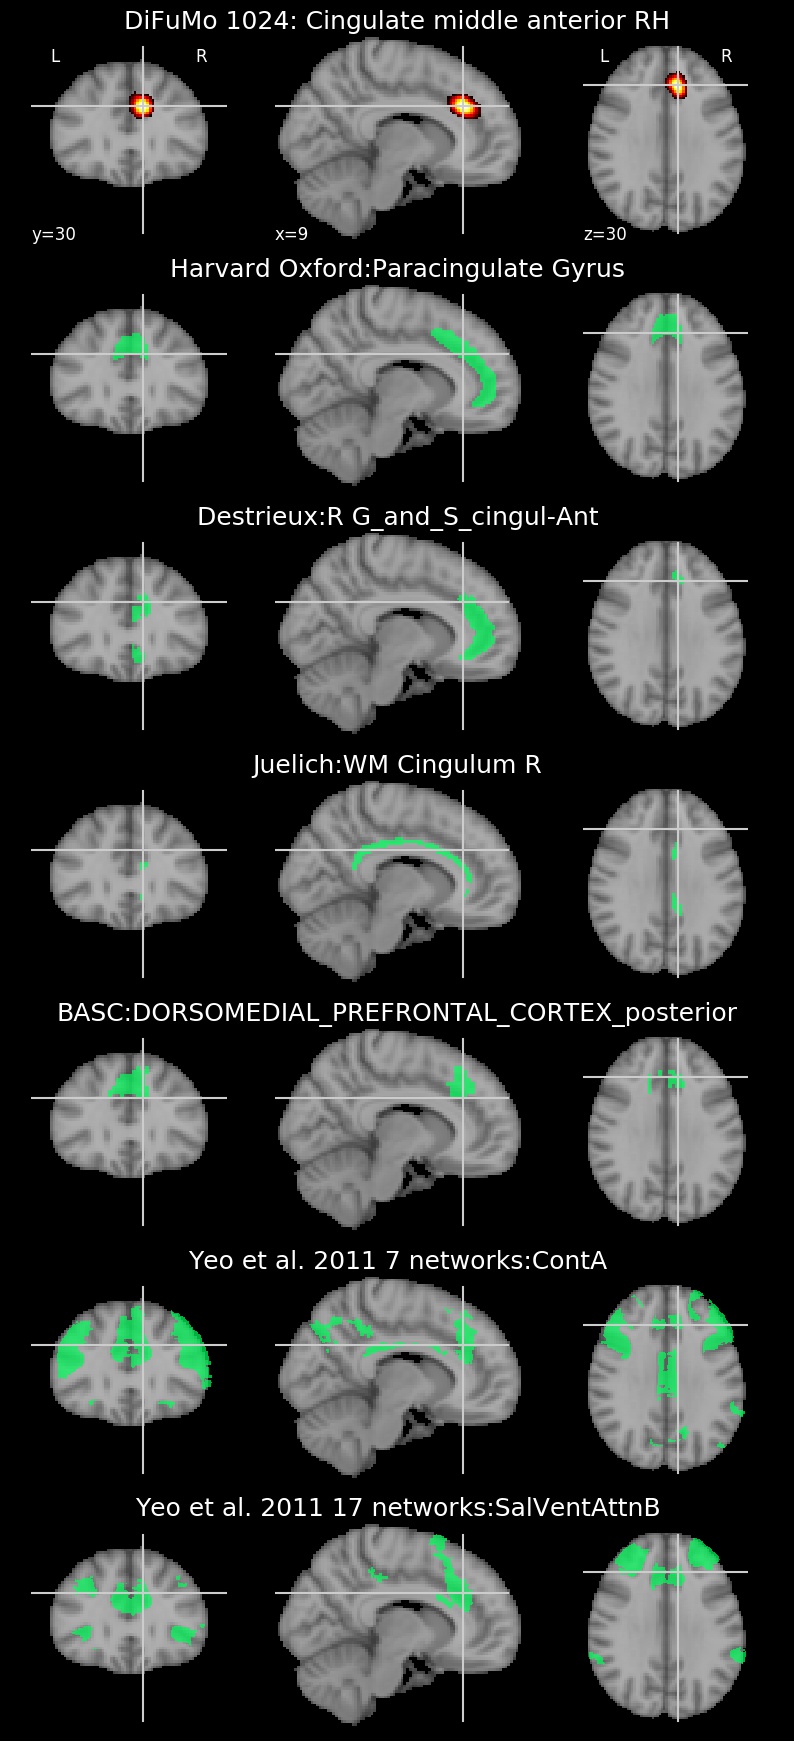 DiFuMo 1024: Cingulate middle anterior RH
L R L R
y=30 x=9 z=30
Harvard Oxford:Paracingulate Gyrus
Destrieux:R G_and_S_cingul-Ant
Juelich:WM Cingulum R
BASC:DORSOMEDIAL_PREFRONTAL_CORTEX_posterior
Yeo et al. 2011 7 networks:ContA
Yeo et al. 2011 17 networks:SalVentAttnB